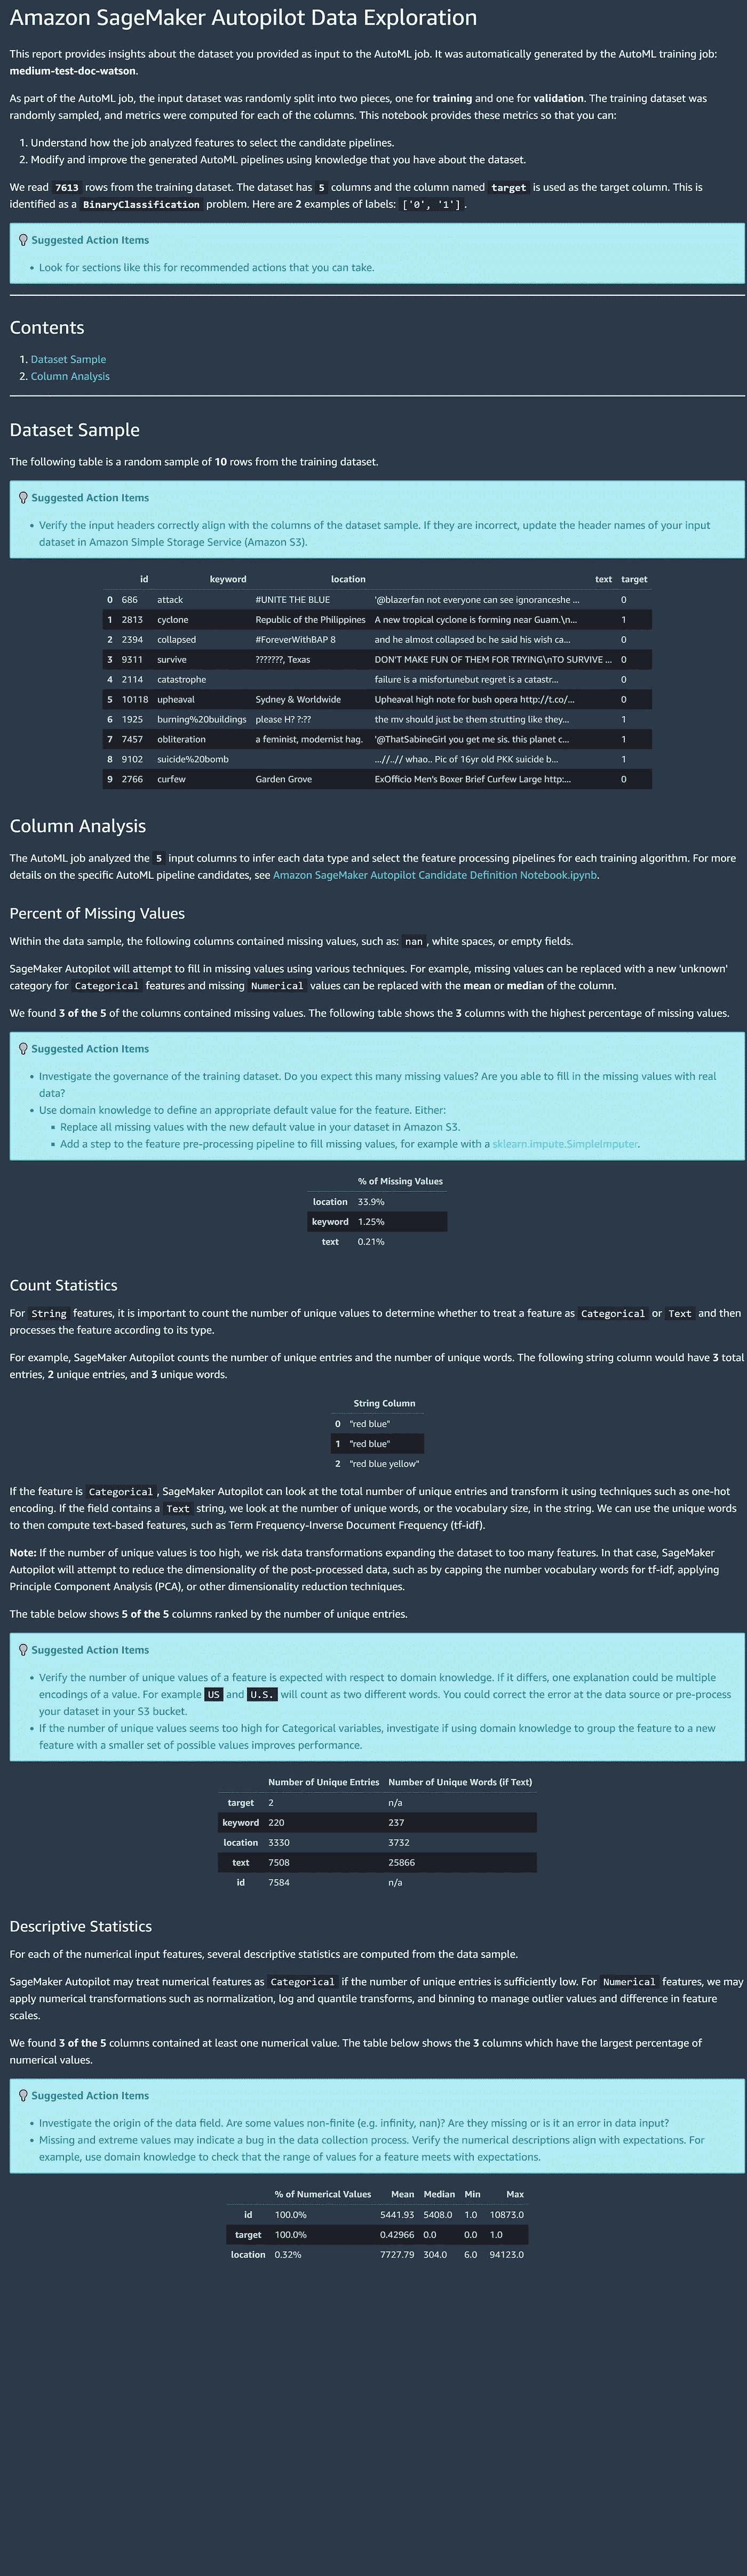 Amazon SageMaker Autopilot Data Exploration
This report provides insights about the dataset you provided as input to the AutoML job. It was automatically generated by the AutoML training job:
medium-test-doc-watson.
As part of the AutoML job, the input dataset was randomly split into two pieces, one for training and one for validation. The training dataset was
randomly sampled, and metrics were computed for each of the columns. This notebook provides these metrics so that you can:
1. Understand how the job analyzed features to select the candidate pipelines.
2. Modify and improve the generated AutoML pipelines using knowledge that you have about the dataset.
We read 7613 rows from the training dataset. The dataset has 5 columns and the column named target is used as the target column. This is
identified as a BinaryClassification problem. Here are 2 examples of labels: ['0', '1'].
Suggested Action Items
• Look for sections like this for recommended actions that you can take.
Contents
1. Dataset Sample
2. Column Analysis
Dataset Sample
The following table is a random sample of 10 rows from the training dataset.
Suggested Action Items
• Verify the input headers correctly align with the columns of the dataset sample. If they are incorrect, update the header names of your input
dataset in Amazon Simple Storage Service (Amazon S3).
id keyword location text target
0 686 attack #UNITE THE BLUE '@blazerfan not everyone can see ignoranceshe ... 0
1 2813 cyclone Republic of the Philippines A new tropical cyclone is forming near Guam.\n... 1
2 2394 collapsed #ForeverWithBAP 8 and he almost collapsed bc he said his wish ca... 0
3 9311 survive ???????, Texas DON'T MAKE FUN OF THEM FOR TRYING\nTO SURVIVE ... 0
4 2114 catastrophe failure is a misfortunebut regret is a catastr... 0
5 10118 upheaval Sydney & Worldwide Upheaval high note for bush opera http://t.co/... 0
6 1925 burning%20buildings please H? ?:?? the mv should just be them strutting like they... 1
7 7457 obliteration a feminist, modernist hag. '@ThatSabineGirl you get me sis. this planet c... 1
8 9102 suicide%20bomb ...//..// whao.. Pic of 16yr old PKK suicide b... 1
9 2766 curfew Garden Grove ExOfficio Men's Boxer Brief Curfew Large http:... 0
Column Analysis
The AutoML job analyzed the 5 input columns to infer each data type and select the feature processing pipelines for each training algorithm. For more
details on the specific AutoML pipeline candidates, see Amazon SageMaker Autopilot Candidate Definition Notebook.ipynb.
Percent of Missing Values
Within the data sample, the following columns contained missing values, such as: nan, white spaces, or empty fields.
SageMaker Autopilot will attempt to fill in missing values using various techniques. For example, missing values can be replaced with a new 'unknown'
category for Categorical features and missing Numerical values can be replaced with the mean or median of the column.
We found 3 of the 5 of the columns contained missing values. The following table shows the 3 columns with the highest percentage of missing values.
Suggested Action Items
• Investigate the governance of the training dataset. Do you expect this many missing values? Are you able to fill in the missing values with real
data?
• Use domain knowledge to define an appropriate default value for the feature. Either:
▪ Replace all missing values with the new default value in your dataset in Amazon S3.
▪ Add a step to the feature pre-processing pipeline to fill missing values, for example with a sklearn.impute.SimpleImputer.
% of Missing Values
location 33.9%
keyword 1.25%
text 0.21%
Count Statistics
For String features, it is important to count the number of unique values to determine whether to treat a feature as Categorical or Text and then
processes the feature according to its type.
For example, SageMaker Autopilot counts the number of unique entries and the number of unique words. The following string column would have 3 total
entries, 2 unique entries, and 3 unique words.
String Column
0 "red blue"
1 "red blue"
2 "red blue yellow"
If the feature is Categorical, SageMaker Autopilot can look at the total number of unique entries and transform it using techniques such as one-hot
encoding. If the field contains a Text string, we look at the number of unique words, or the vocabulary size, in the string. We can use the unique words
to then compute text-based features, such as Term Frequency-Inverse Document Frequency (tf-idf).
Note: If the number of unique values is too high, we risk data transformations expanding the dataset to too many features. In that case, SageMaker
Autopilot will attempt to reduce the dimensionality of the post-processed data, such as by capping the number vocabulary words for tf-idf, applying
Principle Component Analysis (PCA), or other dimensionality reduction techniques.
The table below shows 5 of the 5 columns ranked by the number of unique entries.
Suggested Action Items
• Verify the number of unique values of a feature is expected with respect to domain knowledge. If it differs, one explanation could be multiple
encodings of a value. For example US and U.S. will count as two different words. You could correct the error at the data source or pre-process
your dataset in your S3 bucket.
• If the number of unique values seems too high for Categorical variables, investigate if using domain knowledge to group the feature to a new
feature with a smaller set of possible values improves performance.
Number of Unique Entries Number of Unique Words (if Text)
target 2 n/a
keyword 220 237
location 3330 3732
text 7508 25866
id 7584 n/a
Descriptive Statistics
For each of the numerical input features, several descriptive statistics are computed from the data sample.
SageMaker Autopilot may treat numerical features as Categorical if the number of unique entries is sufficiently low. For Numerical features, we may
apply numerical transformations such as normalization, log and quantile transforms, and binning to manage outlier values and difference in feature
scales.
We found 3 of the 5 columns contained at least one numerical value. The table below shows the 3 columns which have the largest percentage of
numerical values.
Suggested Action Items
• Investigate the origin of the data field. Are some values non-finite (e.g. infinity, nan)? Are they missing or is it an error in data input?
• Missing and extreme values may indicate a bug in the data collection process. Verify the numerical descriptions align with expectations. For
example, use domain knowledge to check that the range of values for a feature meets with expectations.
% of Numerical Values Mean Median Min Max
id 100.0% 5441.93 5408.0 1.0 10873.0
target 100.0% 0.42966 0.0 0.0 1.0
location 0.32% 7727.79 304.0 6.0 94123.0